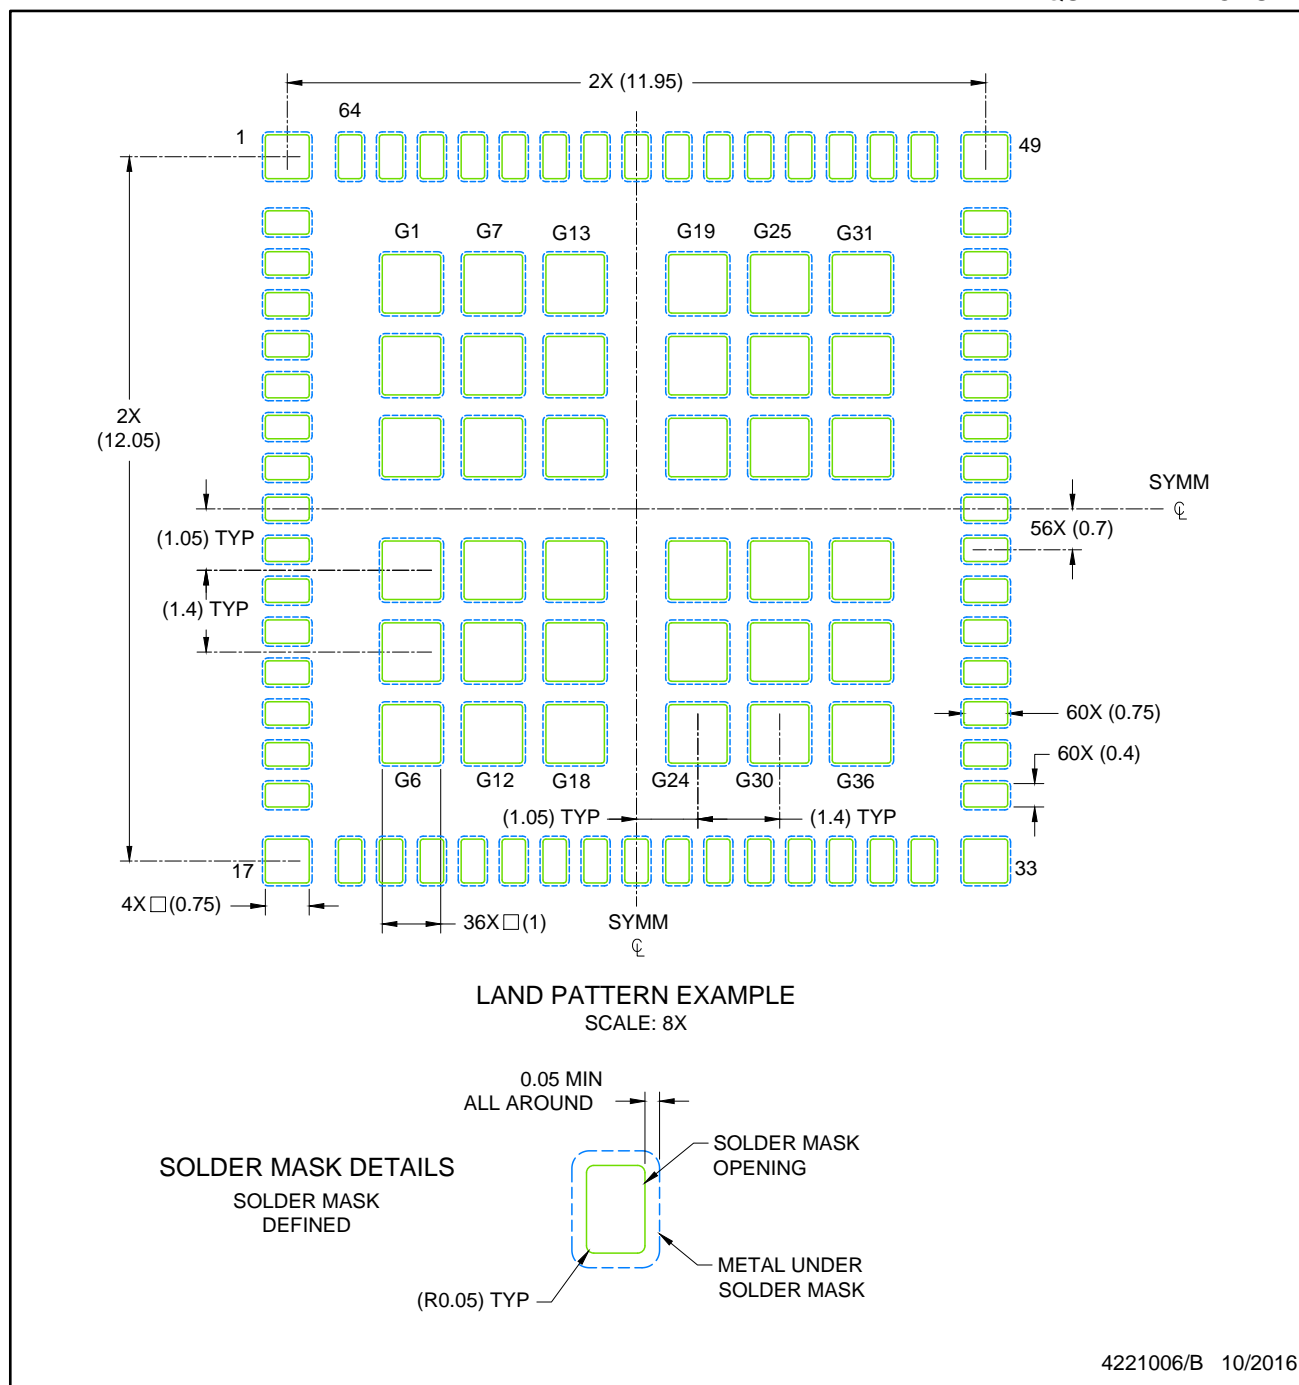 2X (11.95)
64
1
49
G1
G7
G13
G19
G25
G31
2X
(12.05)
SYMM
℄
(1.05) TYP
56X (0.7)
(1.4) TYP
60X (0.75)
60X (0.4)
G6
G12
G18
G24
G30
G36
(1.05) TYP
(1.4) TYP
17
33
4X □ (0.75)
36X □ (1)
SYMM
℄
LAND PATTERN EXAMPLE
SCALE: 8X
0.05 MIN
ALL AROUND
SOLDER MASK
OPENING
SOLDER MASK DETAILS
SOLDER MASK
DEFINED
METAL UNDER
SOLDER MASK
(R0.05) TYP
4221006/B 10/2016